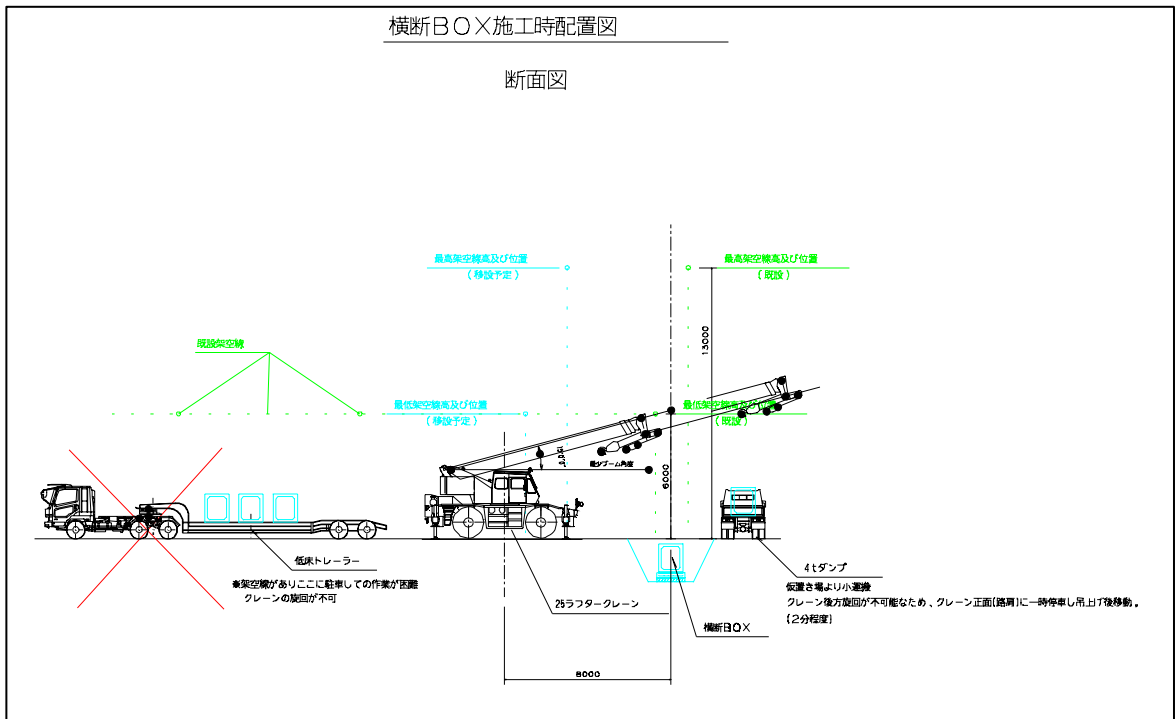 横断BOX施工時配置図
断面図
最高架空線高及び位置
(移設予定)
最高架空線高及び位置
(既設)
13000
既設架空線
最低架空線高及び位置
(移設予定)
最低架空線高及び位置
(既設)
最少ブーム角度
6000
低床トレーラー
※架空線がありここに駐車しての作業が困難
クレーンの旋回が不可
25ラフタークレーン
横断BOX
4tダンプ
仮置き場より小運搬
クレーン後方旋回が不可能なため、クレーン正面(路肩)に一時停車し吊上げ後移動。
(2分程度)
8000